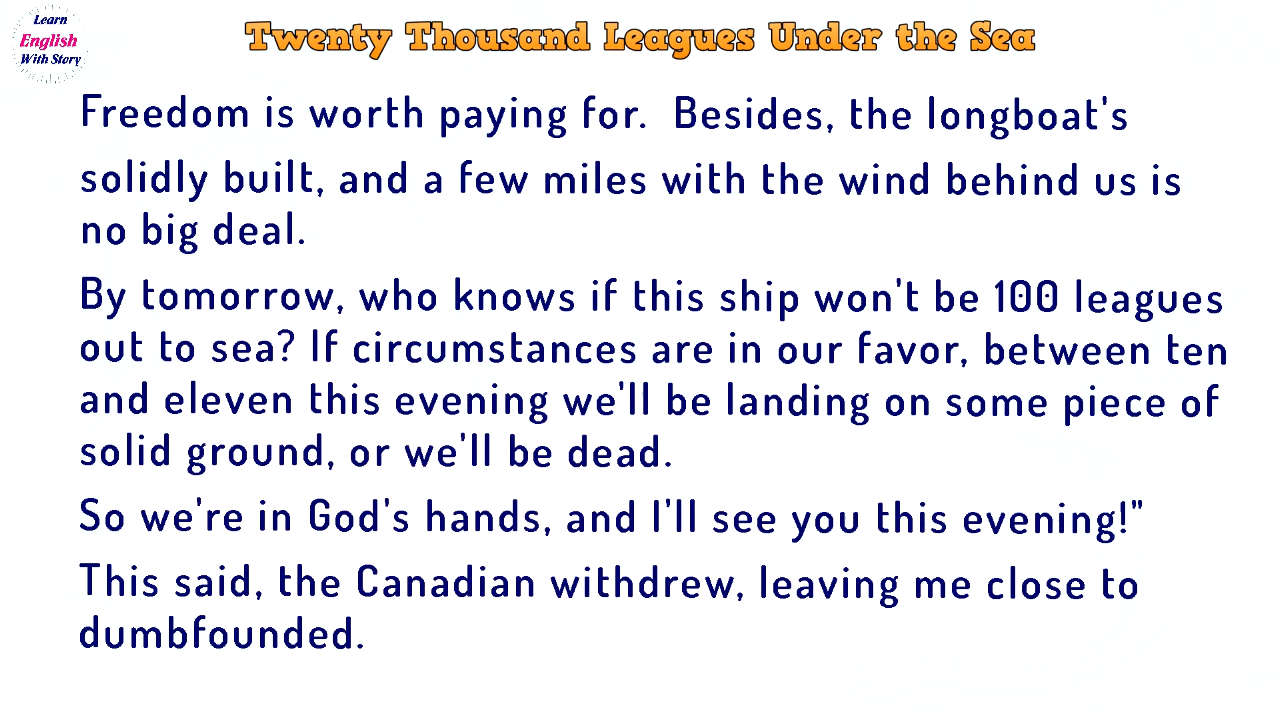 Learn
English
With Story
Twenty Thousand Leagues Under the Sea
Freedom is worth paying for.  Besides, the longboat's
solidly built, and a few miles with the wind behind us is
no big deal.
By tomorrow, who knows if this ship won't be 100 leagues
out to sea? If circumstances are in our favor, between ten
and eleven this evening we'll be landing on some piece of
solid ground, or we'll be dead.
So we're in God's hands, and I'll see you this evening!"
This said, the Canadian withdrew, leaving me close to
dumbfounded.